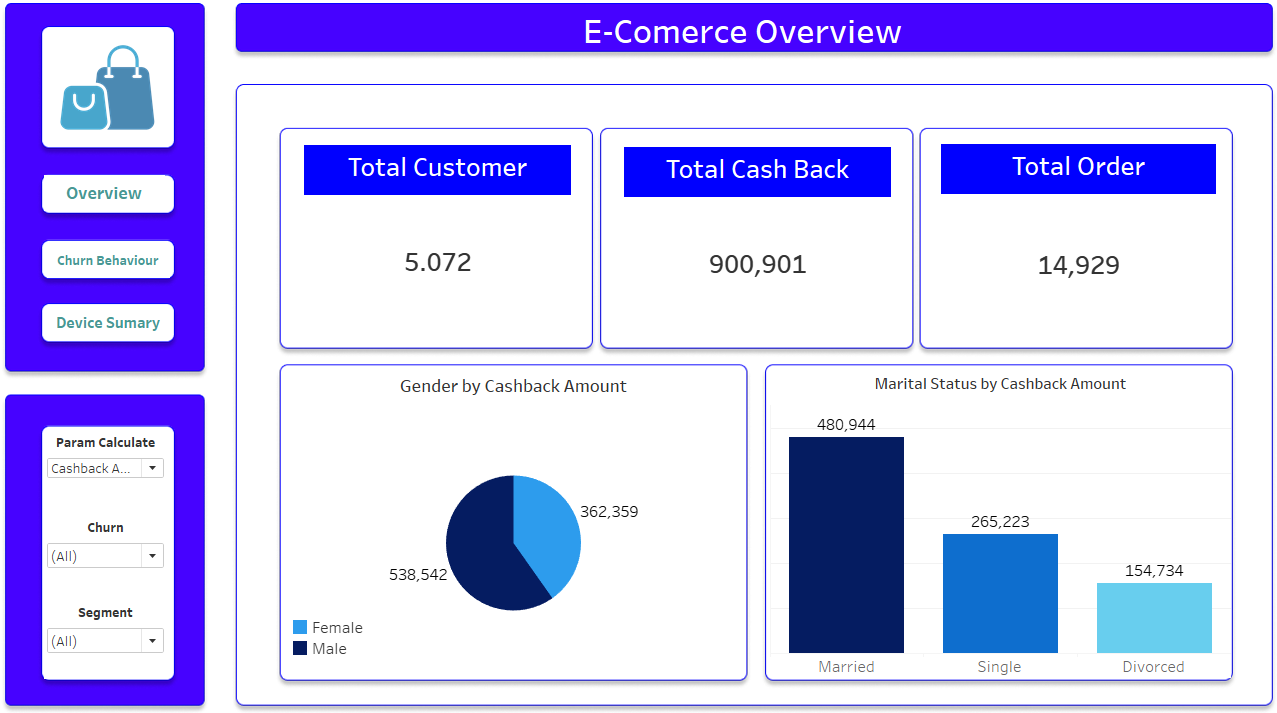 E-Comerce Overview
Overview
Churn Behaviour
Device Sumary
Param Calculate
Cashback A...
Churn
(All)
Segment
(All)
Total Customer
5.072
Total Cash Back
900,901
Total Order
14,929
Gender by Cashback Amount
362,359
538,542
Female
Male
Marital Status by Cashback Amount
480,944
265,223
154,734
Married
Single
Divorced